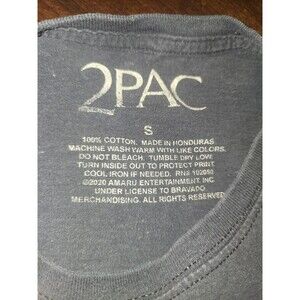 2PAC
S
100% COTTON. MADE IN HONDURAS
MACHINE WASH WARM WITH LIKE COLORS.
DO NOT BLEACH. TUMBLE DRY LOW.
TURN INSIDE OUT TO PROTECT PRINT.
COOL IRON IF NEEDED. RN# 102050
©2020 AMARU ENTERTAINMENT, INC.
UNDER LICENSE TO BRAVADO
MERCHANDISING. ALL RIGHTS RESERVED